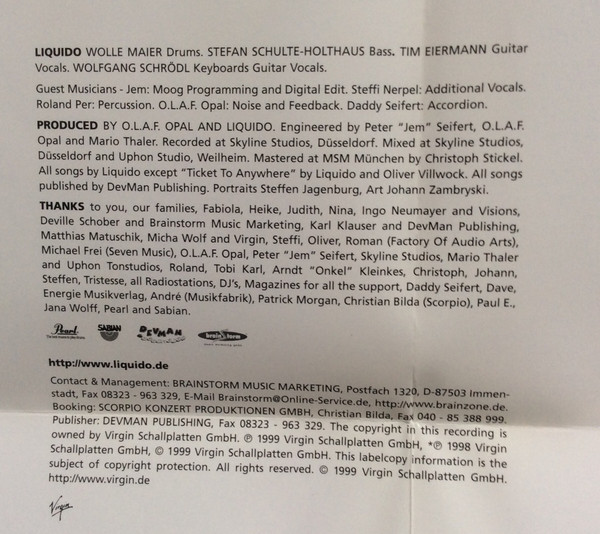 LIQUIDO WOLLE MAIER Drums. STEFAN SCHULTE-HOLTHAUS Bass. TIM EIERMANN Guitar
Vocals. WOLFGANG SCHRÖDL Keyboards Guitar Vocals.
Guest Musicians - Jem: Moog Programming and Digital Edit. Steffi Nerpel: Additional Vocals.
Roland Per: Percussion. O.L.A.F. Opal: Noise and Feedback. Daddy Seifert: Accordion.
PRODUCED BY O.L.A.F. OPAL AND LIQUIDO. Engineered by Peter "Jem" Seifert, O.L.A.F.
Opal and Mario Thaler. Recorded at Skyline Studios, Düsseldorf. Mixed at Skyline Studios,
Düsseldorf and Uphon Studio, Weilheim. Mastered at MSM München by Christoph Stickel.
All songs by Liquido except "Ticket To Anywhere" by Liquido and Oliver Villwock. All songs
published by DevMan Publishing. Portraits Steffen Jagenburg, Art Johann Zambryski.
THANKS to you, our families, Fabiola, Heike, Judith, Nina, Ingo Neumayer and Visions,
Deville Schober and Brainstorm Music Marketing, Karl Klauser and DevMan Publishing,
Matthias Matuschik, Micha Wolf and Virgin, Steffi, Oliver, Roman (Factory Of Audio Arts),
Michael Frei (Seven Music), O.L.A.F. Opal, Peter "Jem" Seifert, Skyline Studios, Mario Thaler
and Uphon Tonstudios, Roland, Tobi Karl, Arndt "Onkel" Kleinkes, Christoph, Johann,
Steffen, Tristesse, all Radiostations, DJ's, Magazines for all the support, Daddy Seifert, Dave,
Energie Musikverlag, André (Musikfabrik), Patrick Morgan, Christian Bilda (Scorpio), Paul E.,
Jana Wolff, Pearl and Sabian.
Pearl SABIAN DEVMAN brainstorm
http://www.liquido.de
Contact & Management: BRAINSTORM MUSIC MARKETING, Postfach 1320, D-87503 Immen-
stadt, Fax 08323 - 963 329, E-Mail Brainstorm@Online-Service.de, http://www.brainzone.de.
Booking: SCORPIO KONZERT PRODUKTIONEN GMBH, Christian Bilda, Fax 040 - 85 388 999.
Publisher: DEVMAN PUBLISHING, Fax 08323 - 963 329. The copyright in this recording is
owned by Virgin Schallplatten GmbH, ℗ 1999 Virgin Schallplatten GmbH, *℗ 1998 Virgin
Schallplatten GmbH, © 1999 Virgin Schallplatten GmbH. This labelcopy information is the
subject of copyright protection. All rights reserved. © 1999 Virgin Schallplatten GmbH.
http://www.virgin.de
Virgin